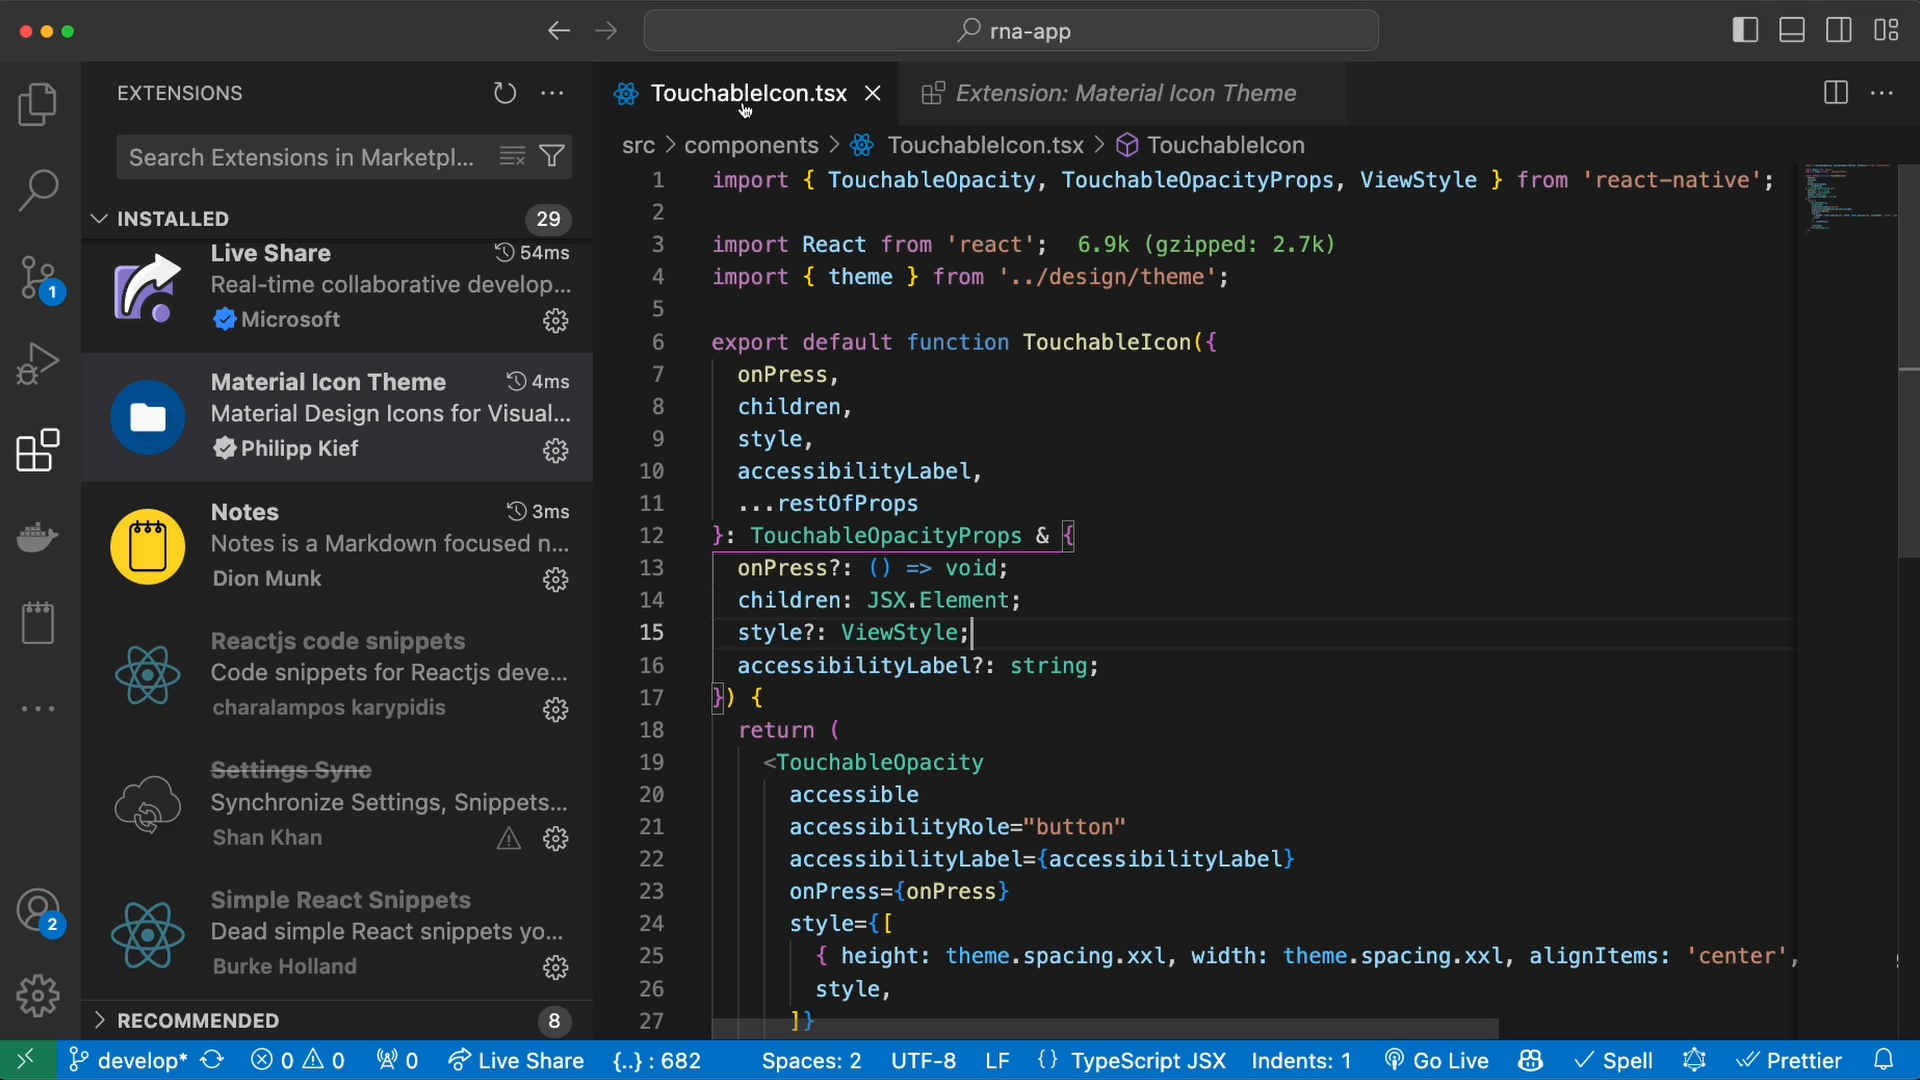 rna-app
EXTENSIONS
Search Extensions in Marketpl...
INSTALLED
29
Live Share
54ms
Real-time collaborative develop...
Microsoft
Material Icon Theme
4ms
Material Design Icons for Visual...
Philipp Kief
Notes
3ms
Notes is a Markdown focused n...
Dion Munk
Reactjs code snippets
Code snippets for Reactjs deve...
charalampos karypidis
Settings Sync
Synchronize Settings, Snippets...
Shan Khan
Simple React Snippets
Dead simple React snippets yo...
Burke Holland
RECOMMENDED
8
1
2
TouchableIcon.tsx
Extension: Material Icon Theme
src > components > TouchableIcon.tsx > TouchableIcon
1 import { TouchableOpacity, TouchableOpacityProps, ViewStyle } from 'react-native';
2
3 import React from 'react'; 6.9k (gzipped: 2.7k)
4 import { theme } from '../design/theme';
5
6 export default function TouchableIcon({
7 onPress,
8 children,
9 style,
10 accessibilityLabel,
11 ...restOfProps
12 }: TouchableOpacityProps & {
13 onPress?: () => void;
14 children: JSX.Element;
15 style?: ViewStyle;
16 accessibilityLabel?: string;
17 }) {
18 return (
19 <TouchableOpacity
20 accessible
21 accessibilityRole="button"
22 accessibilityLabel={accessibilityLabel}
23 onPress={onPress}
24 style={[
25 { height: theme.spacing.xxl, width: theme.spacing.xxl, alignItems: 'center',
26 style,
27 ]}
develop*
0
0
0
Live Share
{..} : 682
Spaces: 2
UTF-8
LF
{} TypeScript JSX
Indents: 1
Go Live
Spell
Prettier